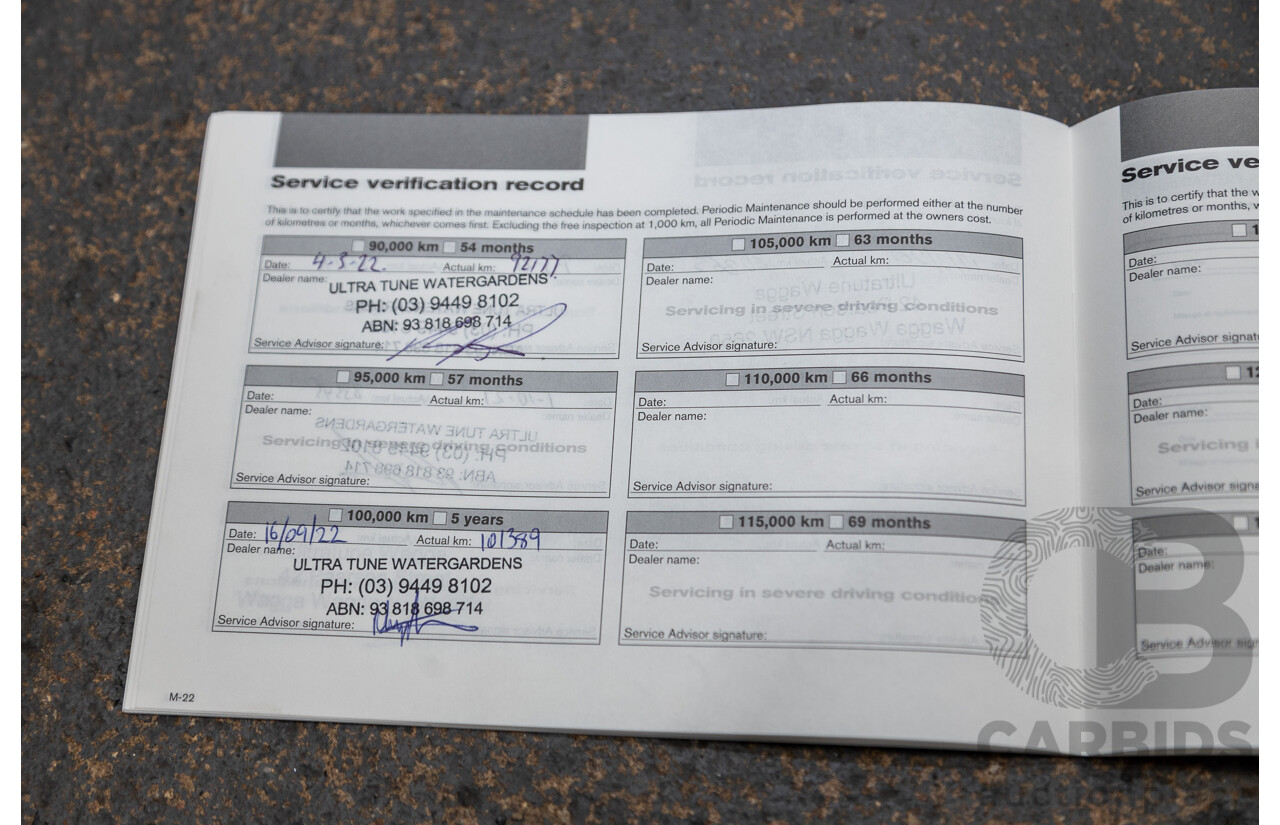 Service verification record
This is to certify that the work specified in the maintenance schedule has been completed. Periodic Maintenance should be performed either at the number
of kilometres or months, whichever comes first. Excluding the free inspection at 1,000 km, all Periodic Maintenance is performed at the owners cost.
90,000 km 54 months
Date: 4-3-22. Actual km: 92177
Dealer name:
ULTRA TUNE WATERGARDENS
PH: (03) 9449 8102
ABN: 93 818 698 714
Service Advisor signature:
95,000 km 57 months
Date: Actual km:
Dealer name:
Servicing in severe driving conditions
Service Advisor signature:
100,000 km 5 years
Date: 16/09/22 Actual km: 101389
Dealer name:
ULTRA TUNE WATERGARDENS
PH: (03) 9449 8102
ABN: 93 818 698 714
Service Advisor signature:
M-22
105,000 km 63 months
Date: Actual km:
Dealer name:
Servicing in severe driving conditions
Service Advisor signature:
110,000 km 66 months
Date: Actual km:
Dealer name:
Service Advisor signature:
115,000 km 69 months
Date: Actual km:
Dealer name:
Servicing in severe driving conditions
Service Advisor signature:
Service ve
This is to certify that the w
of kilometres or months, w
Date:
Dealer name:
Service Advisor signat
Date:
Dealer name:
Servicing i
Service Advisor signa
Date:
Dealer name:
Service Advisor sig
CARBIDS